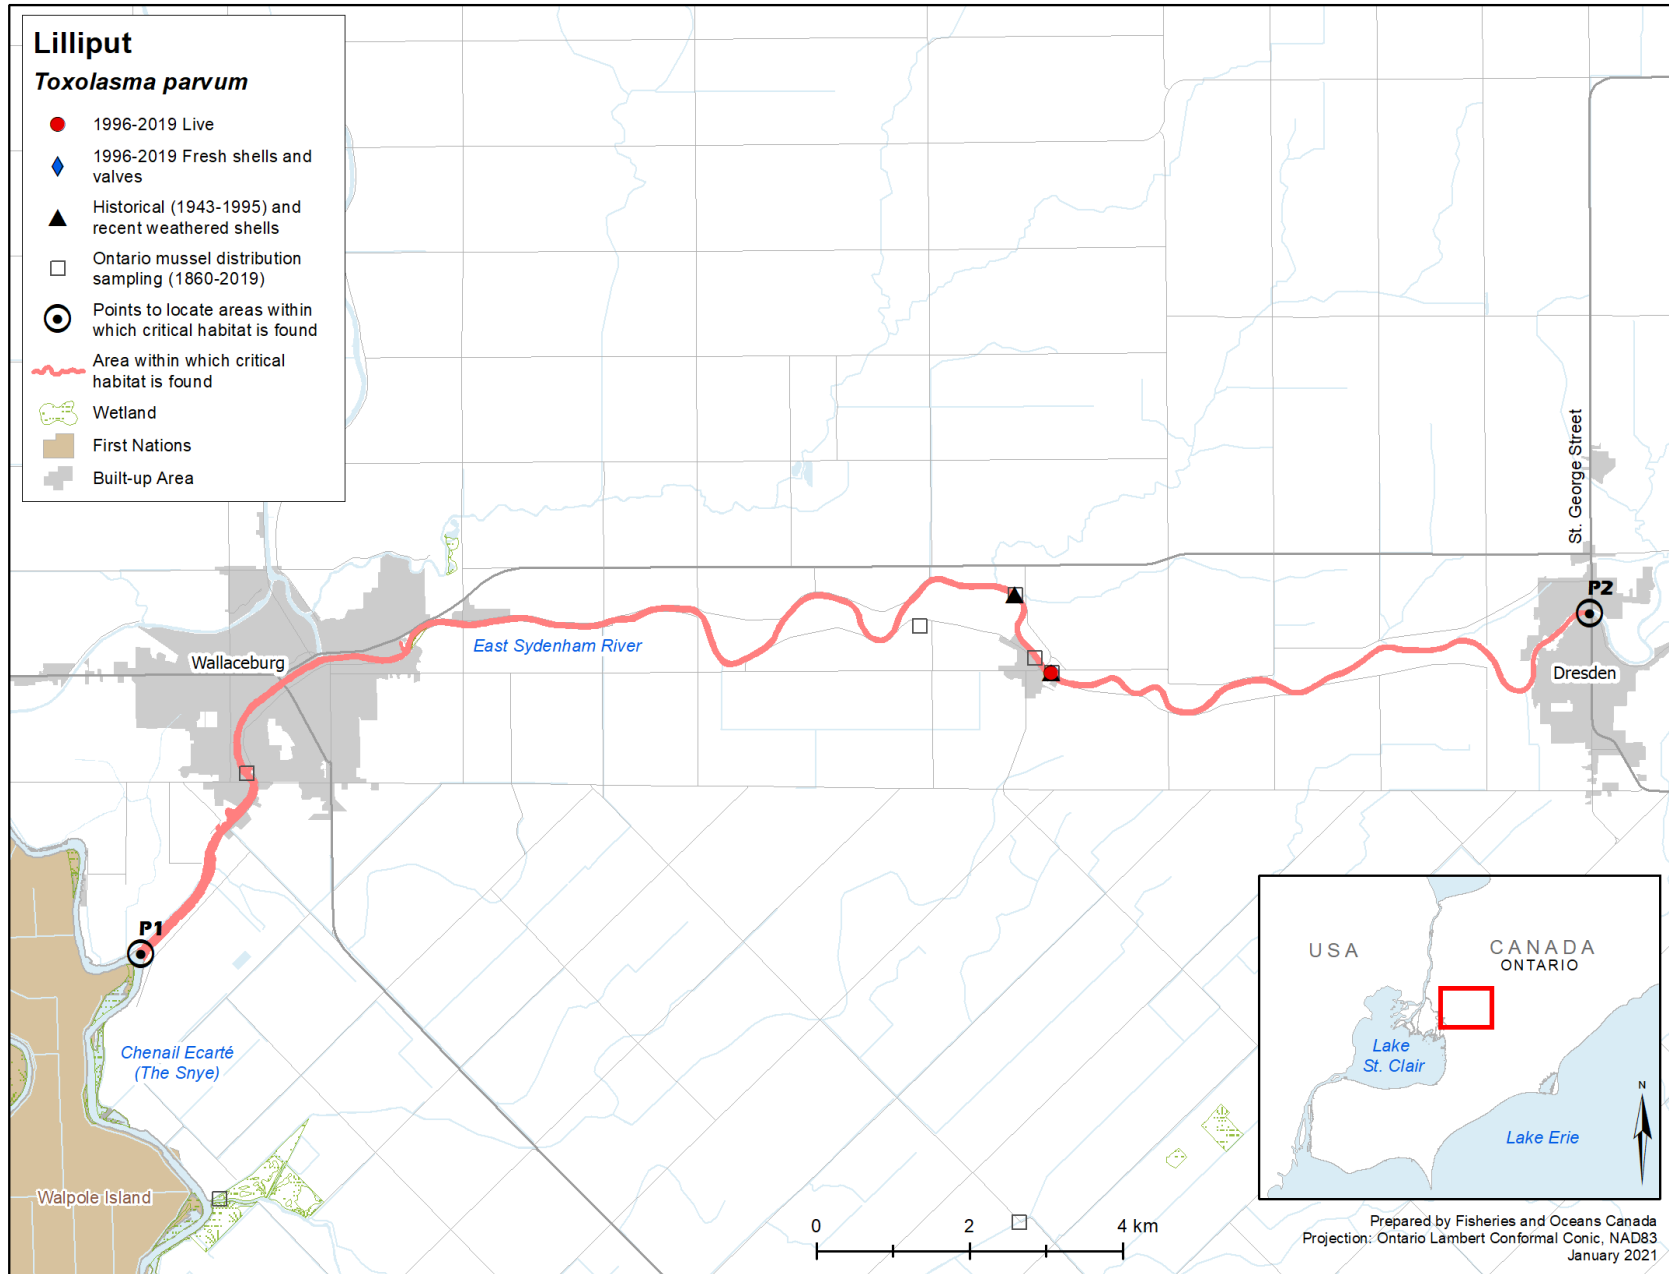 Lilliput
Toxolasma parvum
1996-2019 Live
1996-2019 Fresh shells and
valves
Historical (1943-1995) and
recent weathered shells
Ontario mussel distribution
sampling (1860-2019)
Points to locate areas within
which critical habitat is found
Area within which critical
habitat is found
Wetland
First Nations
Built-up Area
St. George Street
P2
East Sydenham River
Wallaceburg
Dresden
P1
USA
CANADA
ONTARIO
Lake
St. Clair
Lake Erie
N
Chenail Ecarté
(The Snye)
Walpole Island
0 2 4 km
Prepared by Fisheries and Oceans Canada
Projection: Ontario Lambert Conformal Conic, NAD83
January 2021